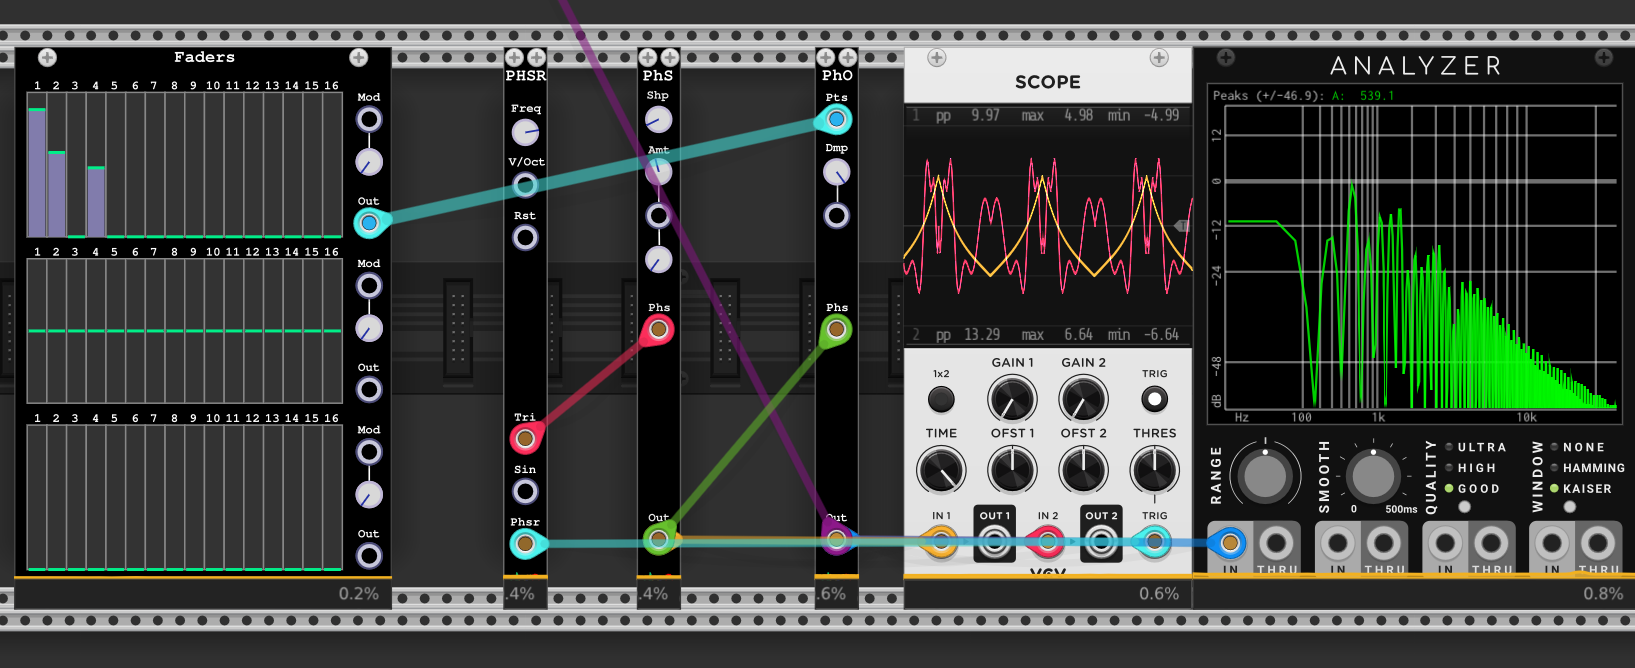 Faders
1 2 3 4 5 6 7 8 9 10 11 12 13 14 15 16
Mod
Out
1 2 3 4 5 6 7 8 9 10 11 12 13 14 15 16
Mod
Out
1 2 3 4 5 6 7 8 9 10 11 12 13 14 15 16
Mod
Out
0.2%
PHSR
Freq
V/Oct
Rst
Tri
Sin
Phsr
.4%
PhS
Shp
Amt
Phs
Out
.4%
PhO
Pts
Dmp
Phs
Out
.6%
SCOPE
1 pp 9.97 max 4.98 min -4.99
T
2 pp 13.29 max 6.64 min -6.64
1x2 GAIN 1 GAIN 2 TRIG
TIME OFST 1 OFST 2 THRES
IN 1 OUT 1 IN 2 OUT 2 TRIG
0.6%
ANALYZER
Peaks (+/-46.9): A: 539.1
12
0
-12
-24
-48
dB
Hz 100 1k 10k
RANGE
SMOOTH
0 500ms
QUALITY
ULTRA
HIGH
GOOD
WINDOW
NONE
HAMMING
KAISER
IN THRU IN THRU IN THRU IN THRU
0.8%